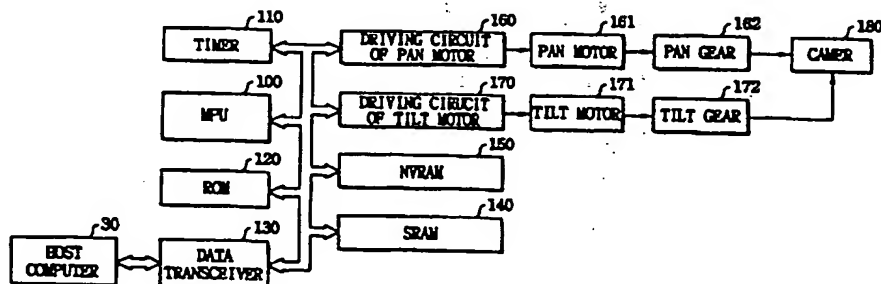 110
TIMER
160
DRIVING CIRCUIT
OF PAN MOTOR
161
PAN MOTOR
162
PAN GEAR
180
CAMER
100
MPU
170
DRIVING CIRUCIT
OF TILT MOTOR
171
TILT MOTOR
172
TILT GEAR
120
ROM
150
NVRAM
140
SRAM
30
HOST
COMPUTER
130
DATA
TRANSCEIVER